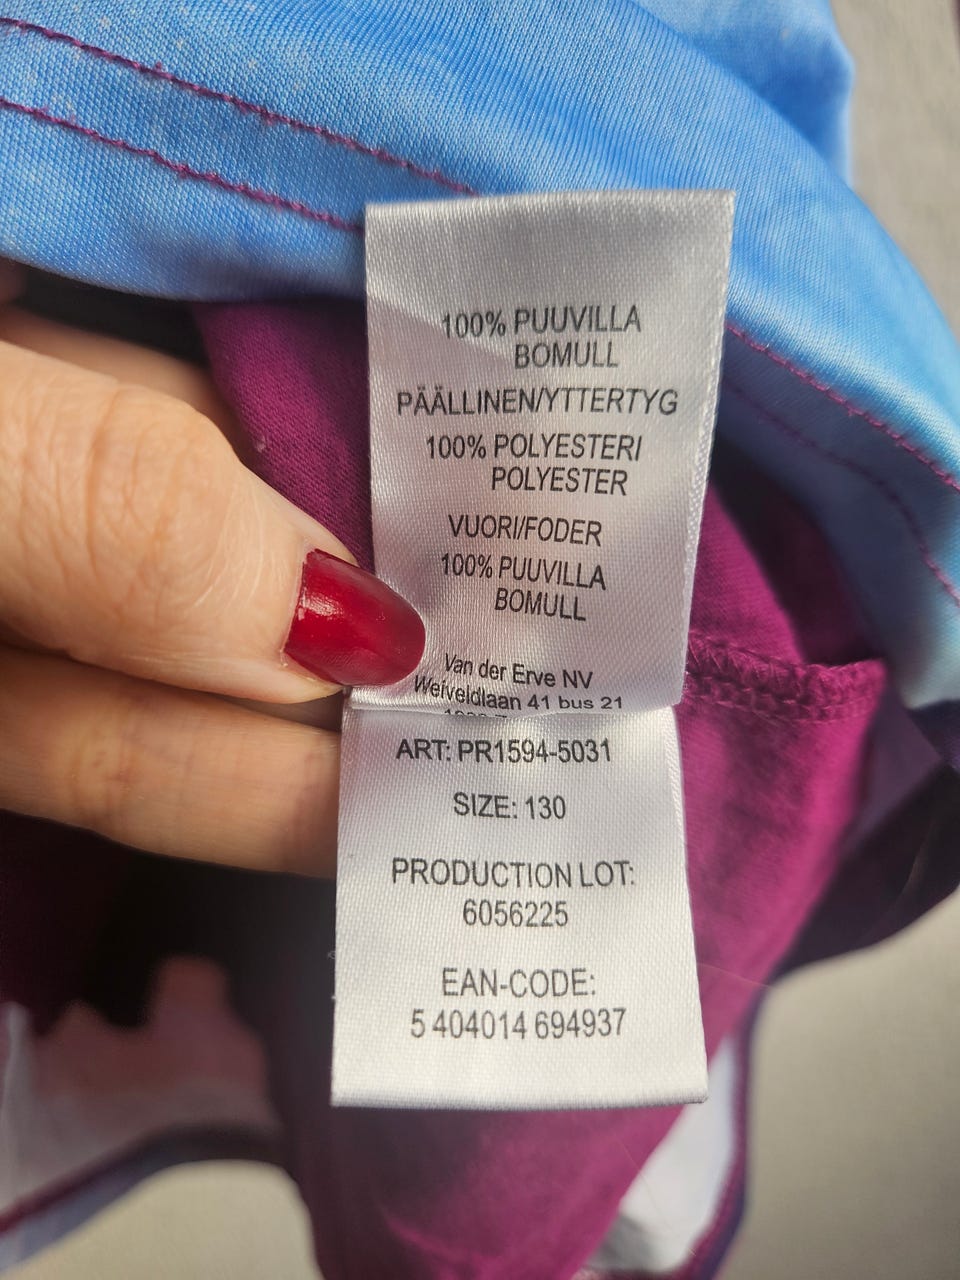 100% PUUVILLA
BOMULL
PÄÄLLINEN/YTTERTYG
100% POLYESTERI
POLYESTER
VUORI/FODER
100% PUUVILLA
BOMULL
Van der Erve NV
Weiveldlaan 41 bus 21
ART: PR1594-5031
SIZE: 130
PRODUCTION LOT:
6056225
EAN-CODE:
5 404014 694937